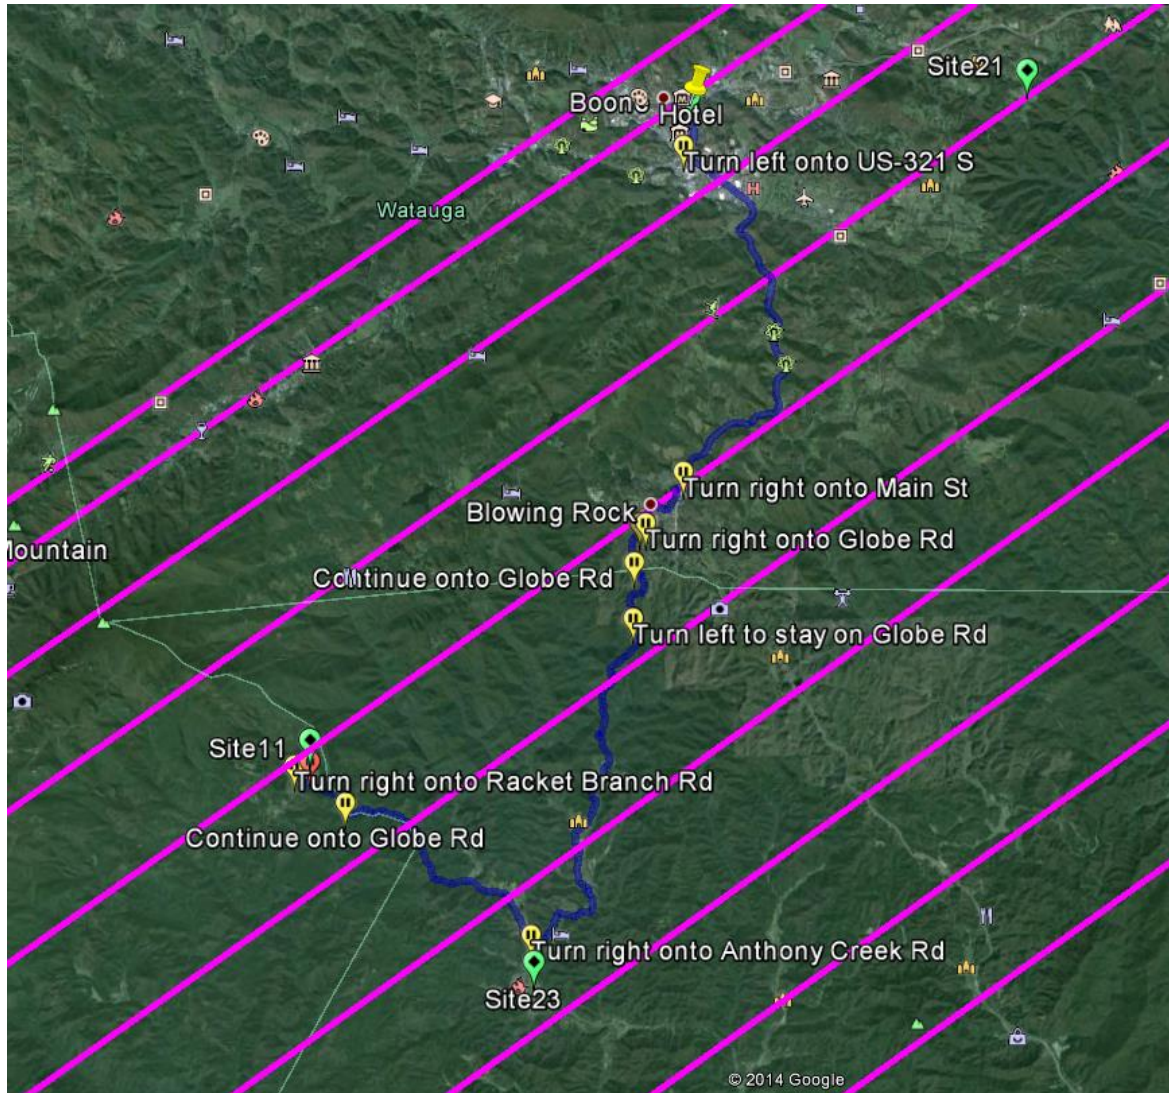 Site21
Boone
Hotel
Turn left onto US-321 S
Watauga
Turn right onto Main St
Blowing Rock
Turn right onto Globe Rd
Mountain
Continue onto Globe Rd
Turn left to stay on Globe Rd
Site11
Turn right onto Racket Branch Rd
Continue onto Globe Rd
Turn right onto Anthony Creek Rd
Site23
© 2014 Google